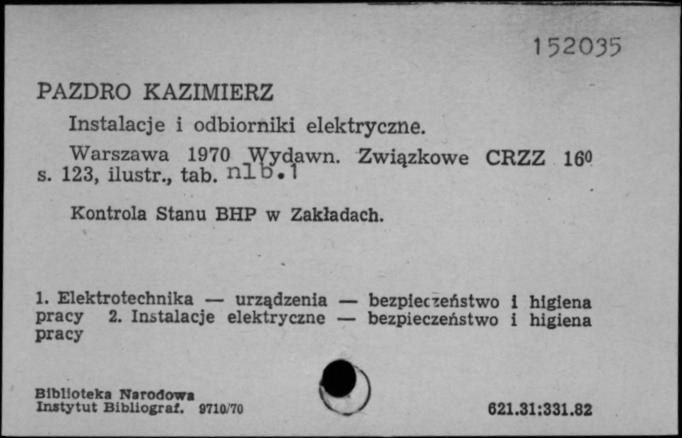 152035
PAZDRO KAZIMIERZ
Instalacje i odbiorniki elektryczne.
Warszawa 1970 Wydawn. Związkowe CRZZ 16⁰
s. 123, ilustr., tab. nlb.1
Kontrola Stanu BHP w Zakładach.
1. Elektrotechnika — urządzenia — bezpieczeństwo i higiena
pracy 2. Instalacje elektryczne — bezpieczeństwo i higiena
pracy
Biblioteka Narodowa
Instytut Bibliograf. 9710/70
621.31:331.82